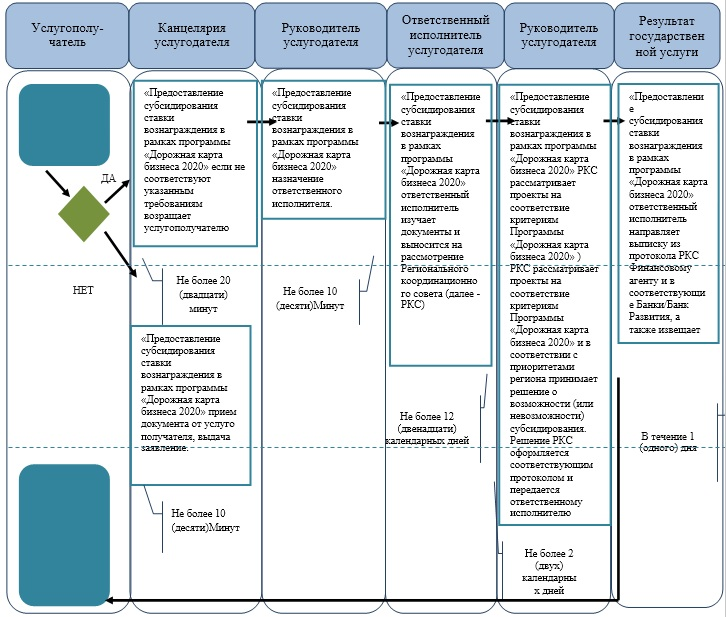 Услугополу-
чатель
Канцелярия
услугодателя
Руководитель
услугодателя
Ответственный
исполнитель
услугодателя
Руководитель
услугодателя
Результат
государствен
ной услуги
ДА
НЕТ
«Предоставление
субсидирования
ставки
вознаграждения в
рамках программы
«Дорожная карта
бизнеса 2020» если не
соответствуют
указанным
требованиям
возращает
услугополучателю
Не более 20
(двадцати)
минут
«Предоставление
субсидирования
ставки
вознаграждения в
рамках программы
«Дорожная карта
бизнеса 2020» прием
документа от услуго
получателя, выдача
заявление.
Не более 10
(десяти)Минут
«Предоставление
субсидирования
ставки
вознаграждения в
рамках программы
«Дорожная карта
бизнеса 2020»
назначение
ответственного
исполнителя.
Не более 10
(десяти)Минут
«Предоставление
субсидирования
ставки
вознаграждения
в рамках
программы
«Дорожная карта
бизнеса 2020»
ответственный
исполнитель
изучает
документы и
выносится на
рассмотрение
Регионального
координационно
го совета (далее -
РКС)
Не более 12
(двенадцати)
календарных дней
«Предоставление
субсидирования
ставки
вознаграждения в
рамках программы
«Дорожная карта
бизнеса 2020» РКС
рассматривает
проекты на
соответствие
критериям
Программы
«Дорожная карта
бизнеса 2020» )
РКС рассматривает
проекты на
соответствие
критериям
Программы
«Дорожная карта
бизнеса 2020» и в
соответствии с
приоритетами
региона принимает
решение о
возможности (или
невозможности)
субсидирования.
Решение РКС
оформляется
соответствующим
протоколом и
передается
ответственному
исполнителю
Не более 2
(двух)
календарны
х дней
«Предоставлени
е
субсидирования
ставки
вознаграждения
в рамках
программы
«Дорожная карта
бизнеса 2020»
ответственный
исполнитель
направляет
выписку из
протокола РКС
Финансовому
агенту и в
соответствующи
е Банки/Банк
Развития, а
также извещает
В течение 1
(одного) дня